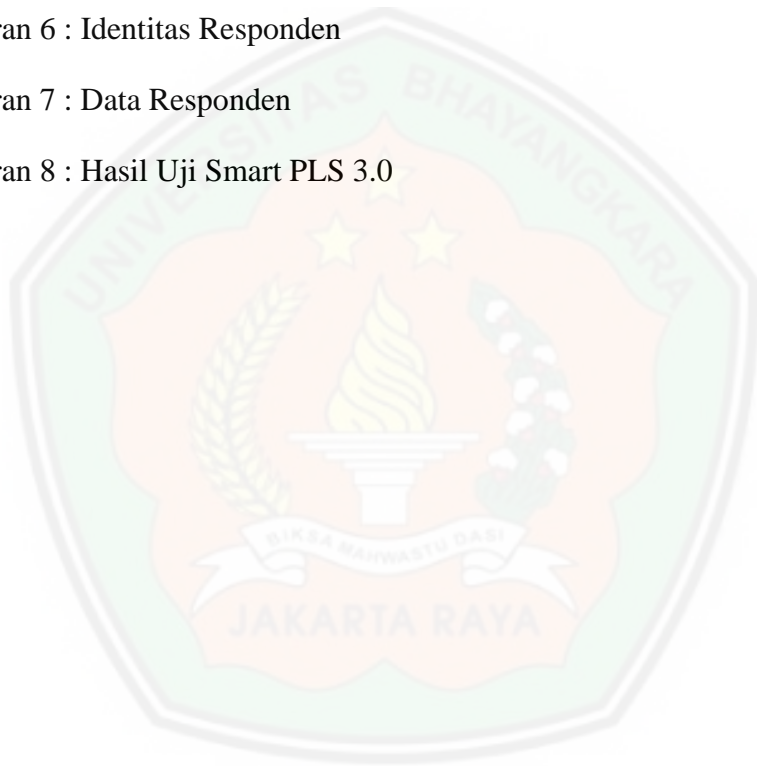 ran 6 : Identitas Responden
ran 7 : Data Responden
ran 8 : Hasil Uji Smart PLS 3.0
UNIVERSITAS BHAYANGKARA
BIKSA MAHWASTU DASI
JAKARTA RAYA